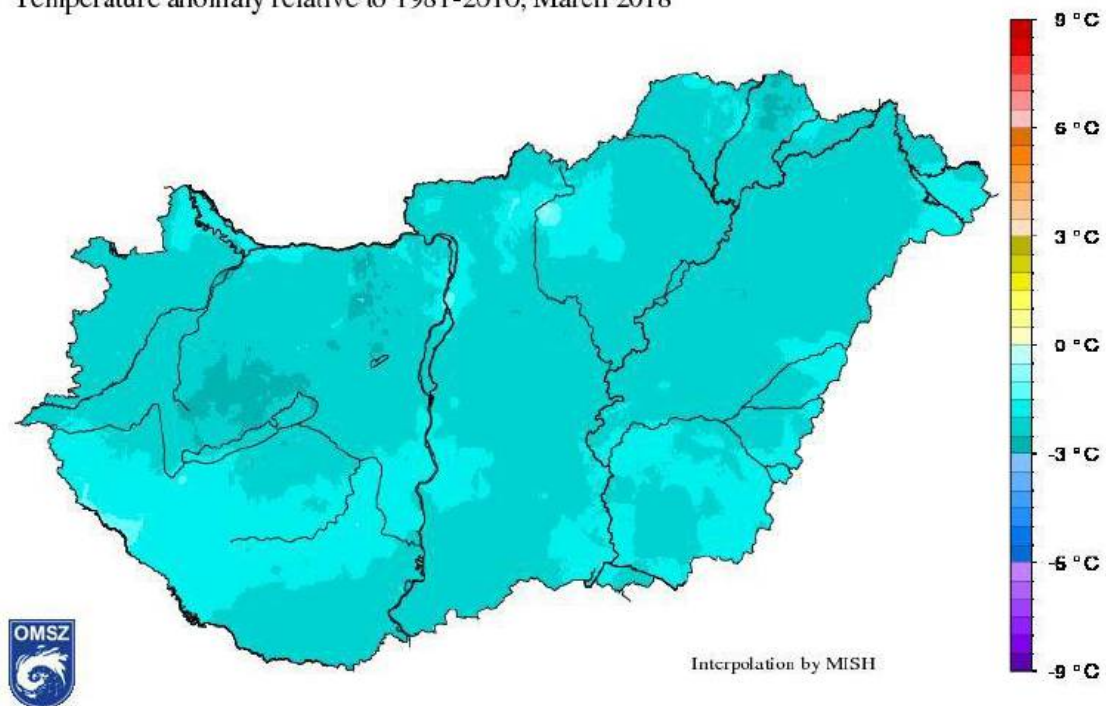 Temperature anomaly relative to 1981-2010, March 2018
9 °C
6 °C
3 °C
0 °C
-3 °C
-6 °C
-9 °C
OMSZ
Interpolation by MISH